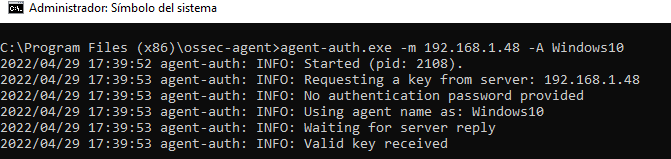 Administrador: Símbolo del sistema
C:\Program Files (x86)\ossec-agent>agent-auth.exe -m 192.168.1.48 -A Windows10
2022/04/29 17:39:52 agent-auth: INFO: Started (pid: 2108).
2022/04/29 17:39:53 agent-auth: INFO: Requesting a key from server: 192.168.1.48
2022/04/29 17:39:53 agent-auth: INFO: No authentication password provided
2022/04/29 17:39:53 agent-auth: INFO: Using agent name as: Windows10
2022/04/29 17:39:53 agent-auth: INFO: Waiting for server reply
2022/04/29 17:39:53 agent-auth: INFO: Valid key received